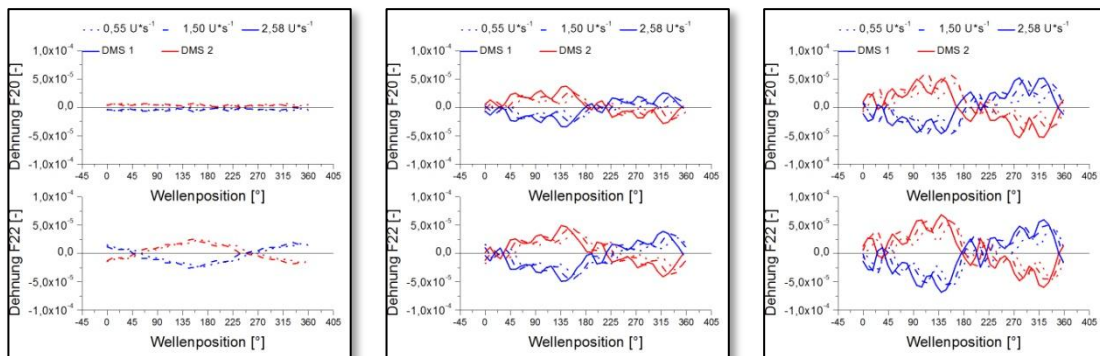 0,55 U*s⁻¹ 1,50 U*s⁻¹ 2,58 U*s⁻¹
DMS 1 DMS 2
Dehnung F20 [-]
1,0x10⁻⁴
5,0x10⁻⁵
0,0
-5,0x10⁻⁵
-1,0x10⁻⁴
-45 0 45 90 135 180 225 270 315 360 405
Wellenposition [°]
Dehnung F22 [-]
1,0x10⁻⁴
5,0x10⁻⁵
0,0
-5,0x10⁻⁵
-1,0x10⁻⁴
-45 0 45 90 135 180 225 270 315 360 405
Wellenposition [°]
0,55 U*s⁻¹ 1,50 U*s⁻¹ 2,58 U*s⁻¹
DMS 1 DMS 2
Dehnung F20 [-]
1,0x10⁻⁴
5,0x10⁻⁵
0,0
-5,0x10⁻⁵
-1,0x10⁻⁴
-45 0 45 90 135 180 225 270 315 360 405
Wellenposition [°]
Dehnung F22 [-]
1,0x10⁻⁴
5,0x10⁻⁵
0,0
-5,0x10⁻⁵
-1,0x10⁻⁴
-45 0 45 90 135 180 225 270 315 360 405
Wellenposition [°]
0,55 U*s⁻¹ 1,50 U*s⁻¹ 2,58 U*s⁻¹
DMS 1 DMS 2
Dehnung F20 [-]
1,0x10⁻⁴
5,0x10⁻⁵
0,0
-5,0x10⁻⁵
-1,0x10⁻⁴
-45 0 45 90 135 180 225 270 315 360 405
Wellenposition [°]
Dehnung F22 [-]
1,0x10⁻⁴
5,0x10⁻⁵
0,0
-5,0x10⁻⁵
-1,0x10⁻⁴
-45 0 45 90 135 180 225 270 315 360 405
Wellenposition [°]